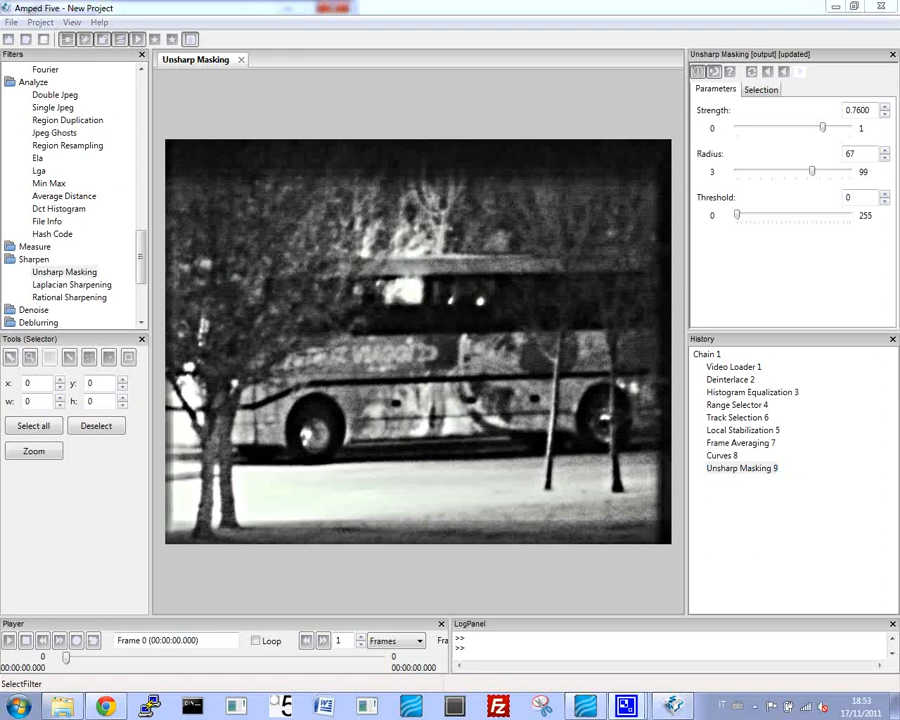 Amped Five - New Project
File Project View Help
Filters
Unsharp Masking
Unsharp Masking [output] [updated]
Fourier
Analyze
Double Jpeg
Single Jpeg
Region Duplication
Jpeg Ghosts
Region Resampling
Ela
Lga
Min Max
Average Distance
Dct Histogram
File Info
Hash Code
Measure
Sharpen
Unsharp Masking
Laplacian Sharpening
Rational Sharpening
Denoise
Deblurring
Parameters Selection
Strength: 0.7600
0 1
Radius: 67
3 99
Threshold: 0
0 255
Tools (Selector)
x: 0 y: 0
w: 0 h: 0
Select all Deselect
Zoom
History
Chain 1
Video Loader 1
Deinterlace 2
Histogram Equalization 3
Range Selector 4
Track Selection 6
Local Stabilization 5
Frame Averaging 7
Curves 8
Unsharp Masking 9
Player
Frame 0 (00:00:00.000) Loop 1 Frames Fra
0 0
00:00:00.000 00:00:00.000
LogPanel
>>
>>
SelectFilter
IT 18:53
17/11/2011